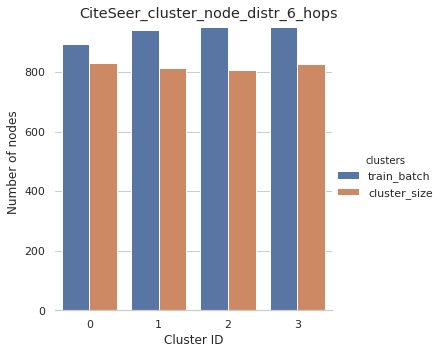 CiteSeer_cluster_node_distr_6_hops
800
600
400
200
0
Number of nodes
0 1 2 3
Cluster ID
clusters
train_batch
cluster_size